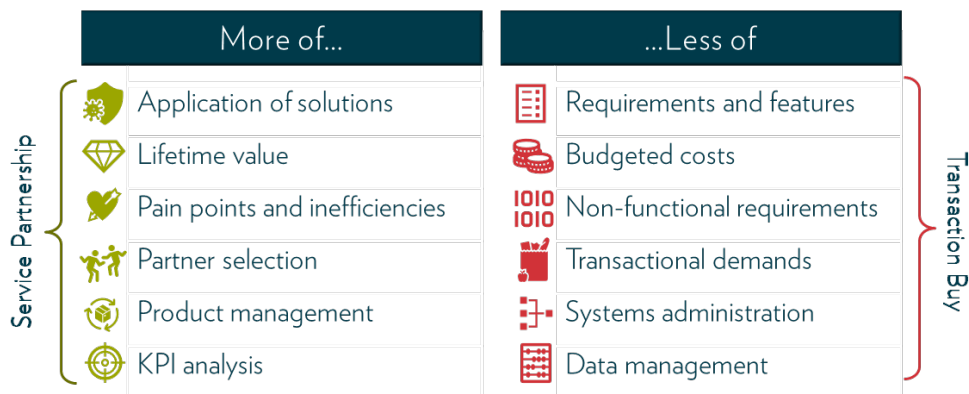 More of...
...Less of
Service Partnership
Application of solutions
Requirements and features
Lifetime value
Budgeted costs
Pain points and inefficiencies
1010
1010
Non-functional requirements
Partner selection
Transactional demands
Product management
Systems administration
KPI analysis
Data management
Transaction Buy